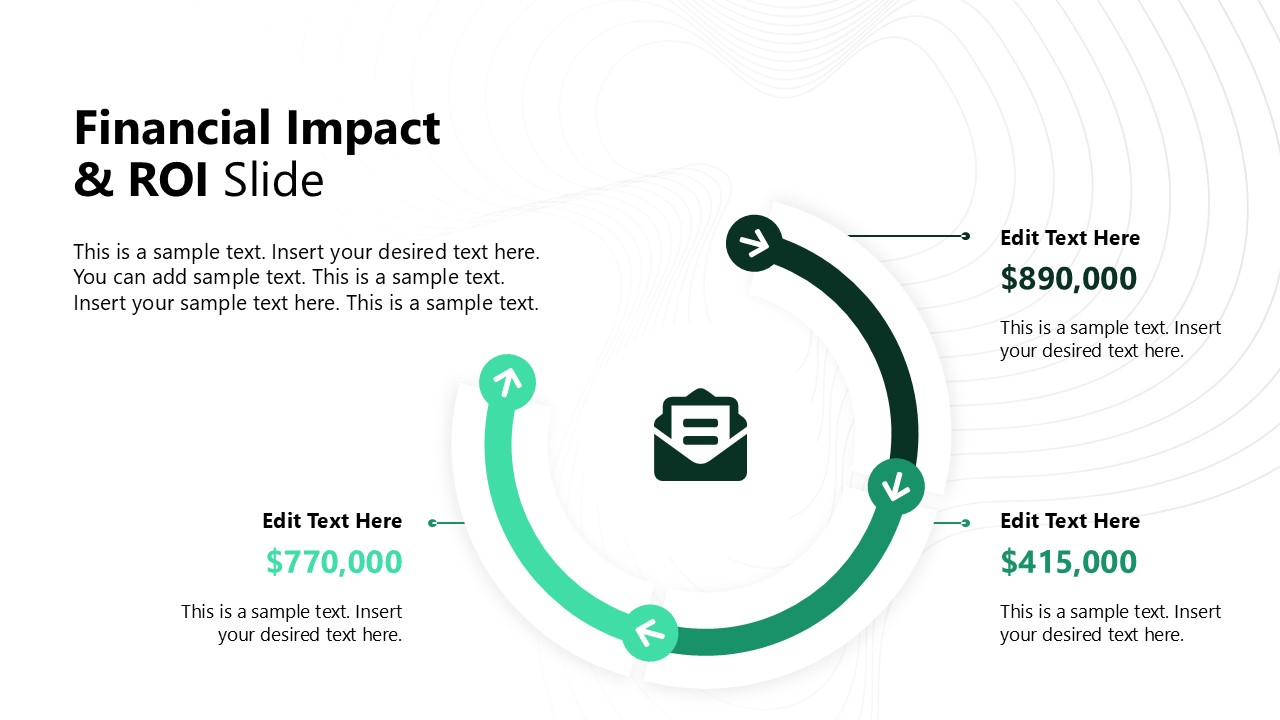 Financial Impact
& ROI Slide
This is a sample text. Insert your desired text here.
You can add sample text. This is a sample text.
Insert your sample text here. This is a sample text.
Edit Text Here
$890,000
This is a sample text. Insert
your desired text here.
Edit Text Here
$415,000
This is a sample text. Insert
your desired text here.
Edit Text Here
$770,000
This is a sample text. Insert
your desired text here.